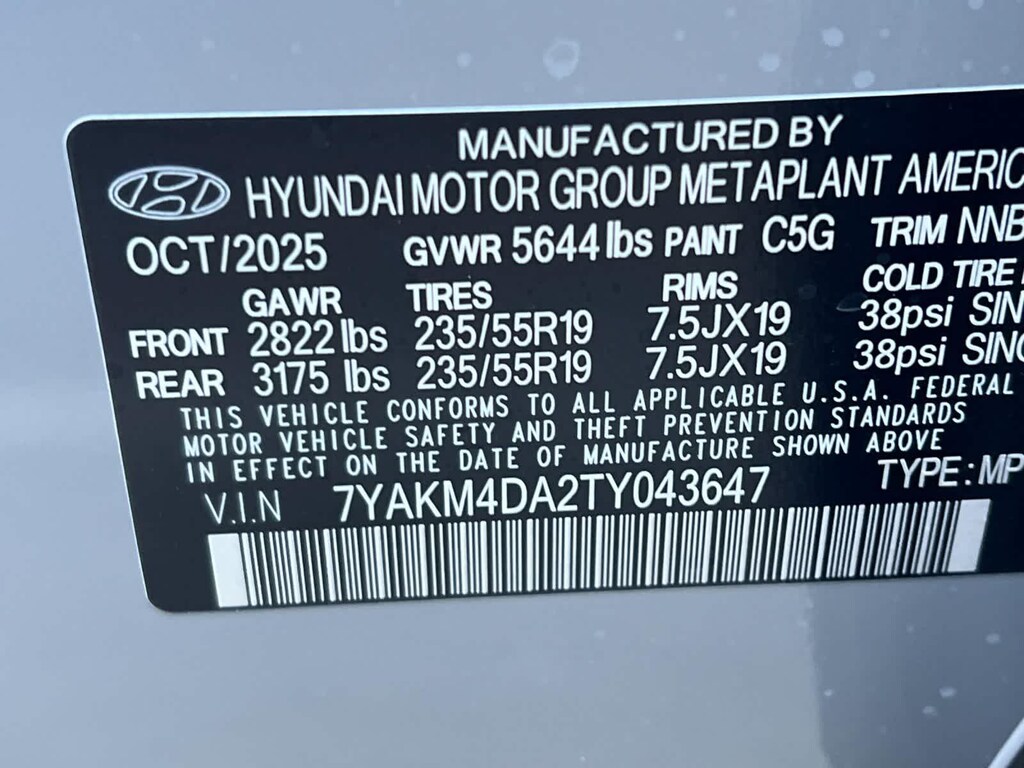 MANUFACTURED BY
HYUNDAI MOTOR GROUP METAPLANT AMERIC
OCT/2025 GVWR 5644 lbs PAINT C5G TRIM NNB
GAWR TIRES RIMS COLD TIRE
FRONT 2822 lbs 235/55R19 7.5JX19 38psi SIN
REAR 3175 lbs 235/55R19 7.5JX19 38psi SING
THIS VEHICLE CONFORMS TO ALL APPLICABLE U.S.A. FEDERAL
MOTOR VEHICLE SAFETY AND THEFT PREVENTION STANDARDS
IN EFFECT ON THE DATE OF MANUFACTURE SHOWN ABOVE
V.I.N 7YAKM4DA2TY043647 TYPE:MP